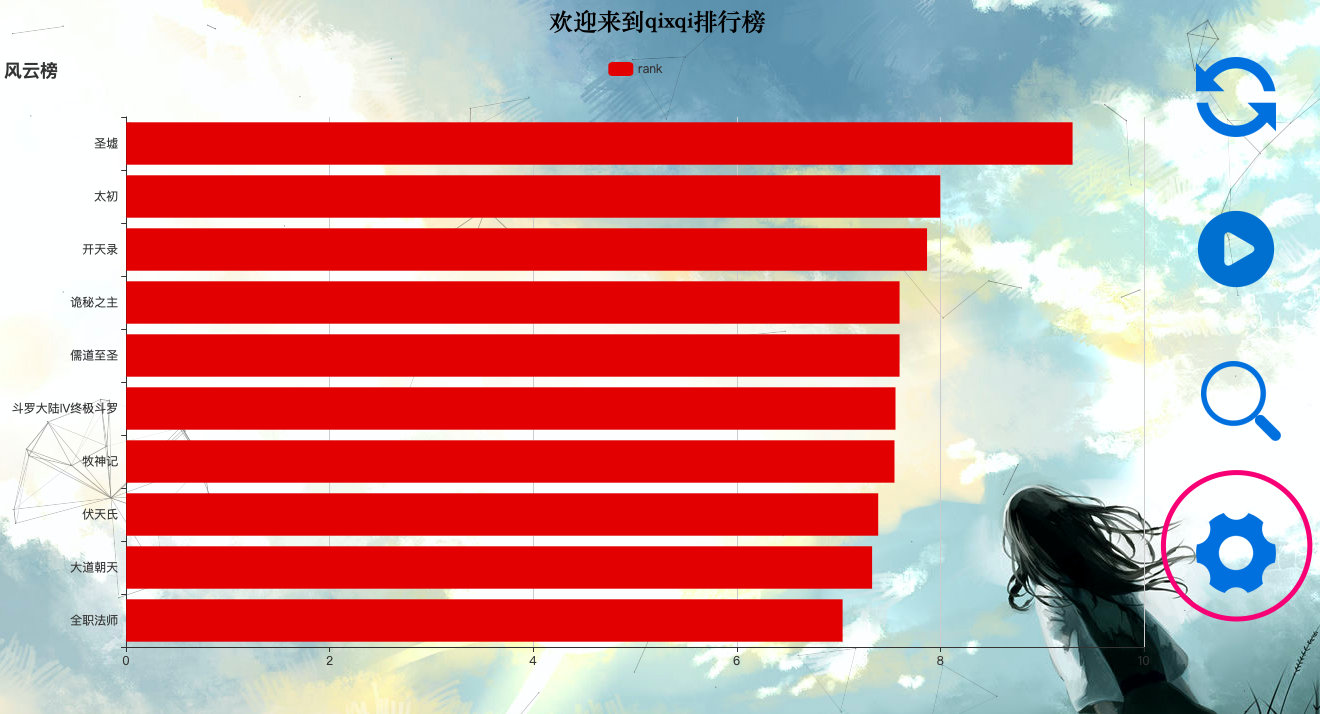 欢迎来到qixqi排行榜
风云榜
rank
圣墟
太初
开天录
诡秘之主
儒道至圣
斗罗大陆IV终极斗罗
牧神记
伏天氏
大道朝天
全职法师
0 2 4 6 8 10